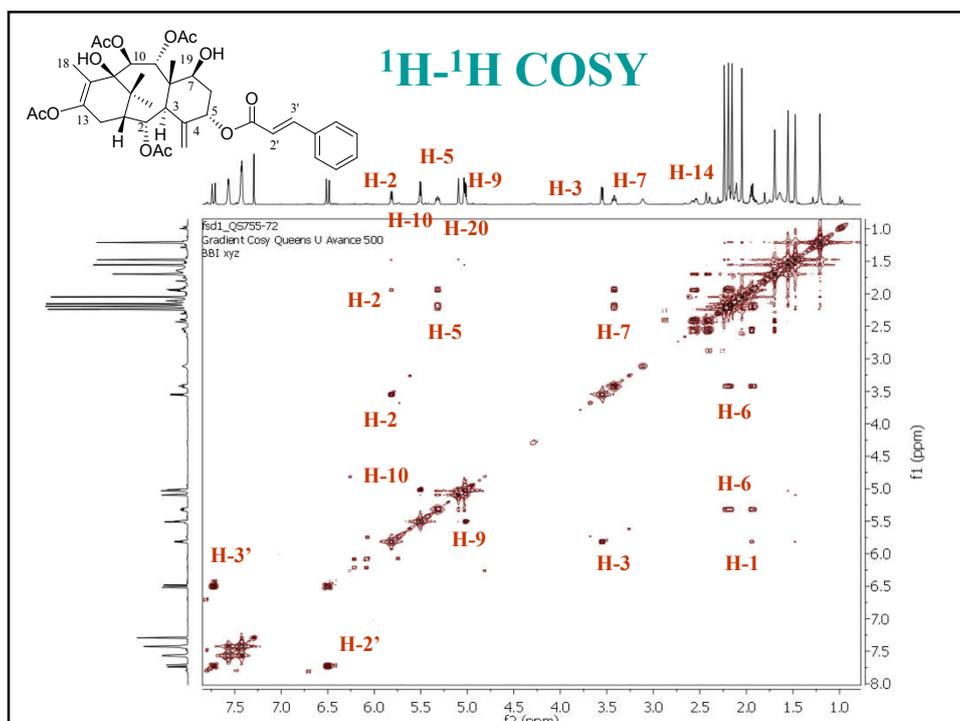 ¹H-¹H COSY
AcO
OAc
HO
10
18
19
OH
7
AcO
13
3
H
2
H
OAc
4
5
O
O
3'
2'
H-2
H-5
H-9
H-3
H-7
H-14
H-10
H-20
fsd1_QS755-72
Gradient Cosy Queens U Avance 500
BBI xyz
H-2
H-5
H-7
H-2
H-6
H-10
H-6
H-9
H-3
H-1
H-3’
H-2’
1.0
1.5
2.0
2.5
3.0
3.5
4.0
4.5
5.0
5.5
6.0
6.5
7.0
7.5
8.0
f1 (ppm)
7.5 7.0 6.5 6.0 5.5 5.0 4.5 4.0 3.5 3.0 2.5 2.0 1.5 1.0
f2 (ppm)